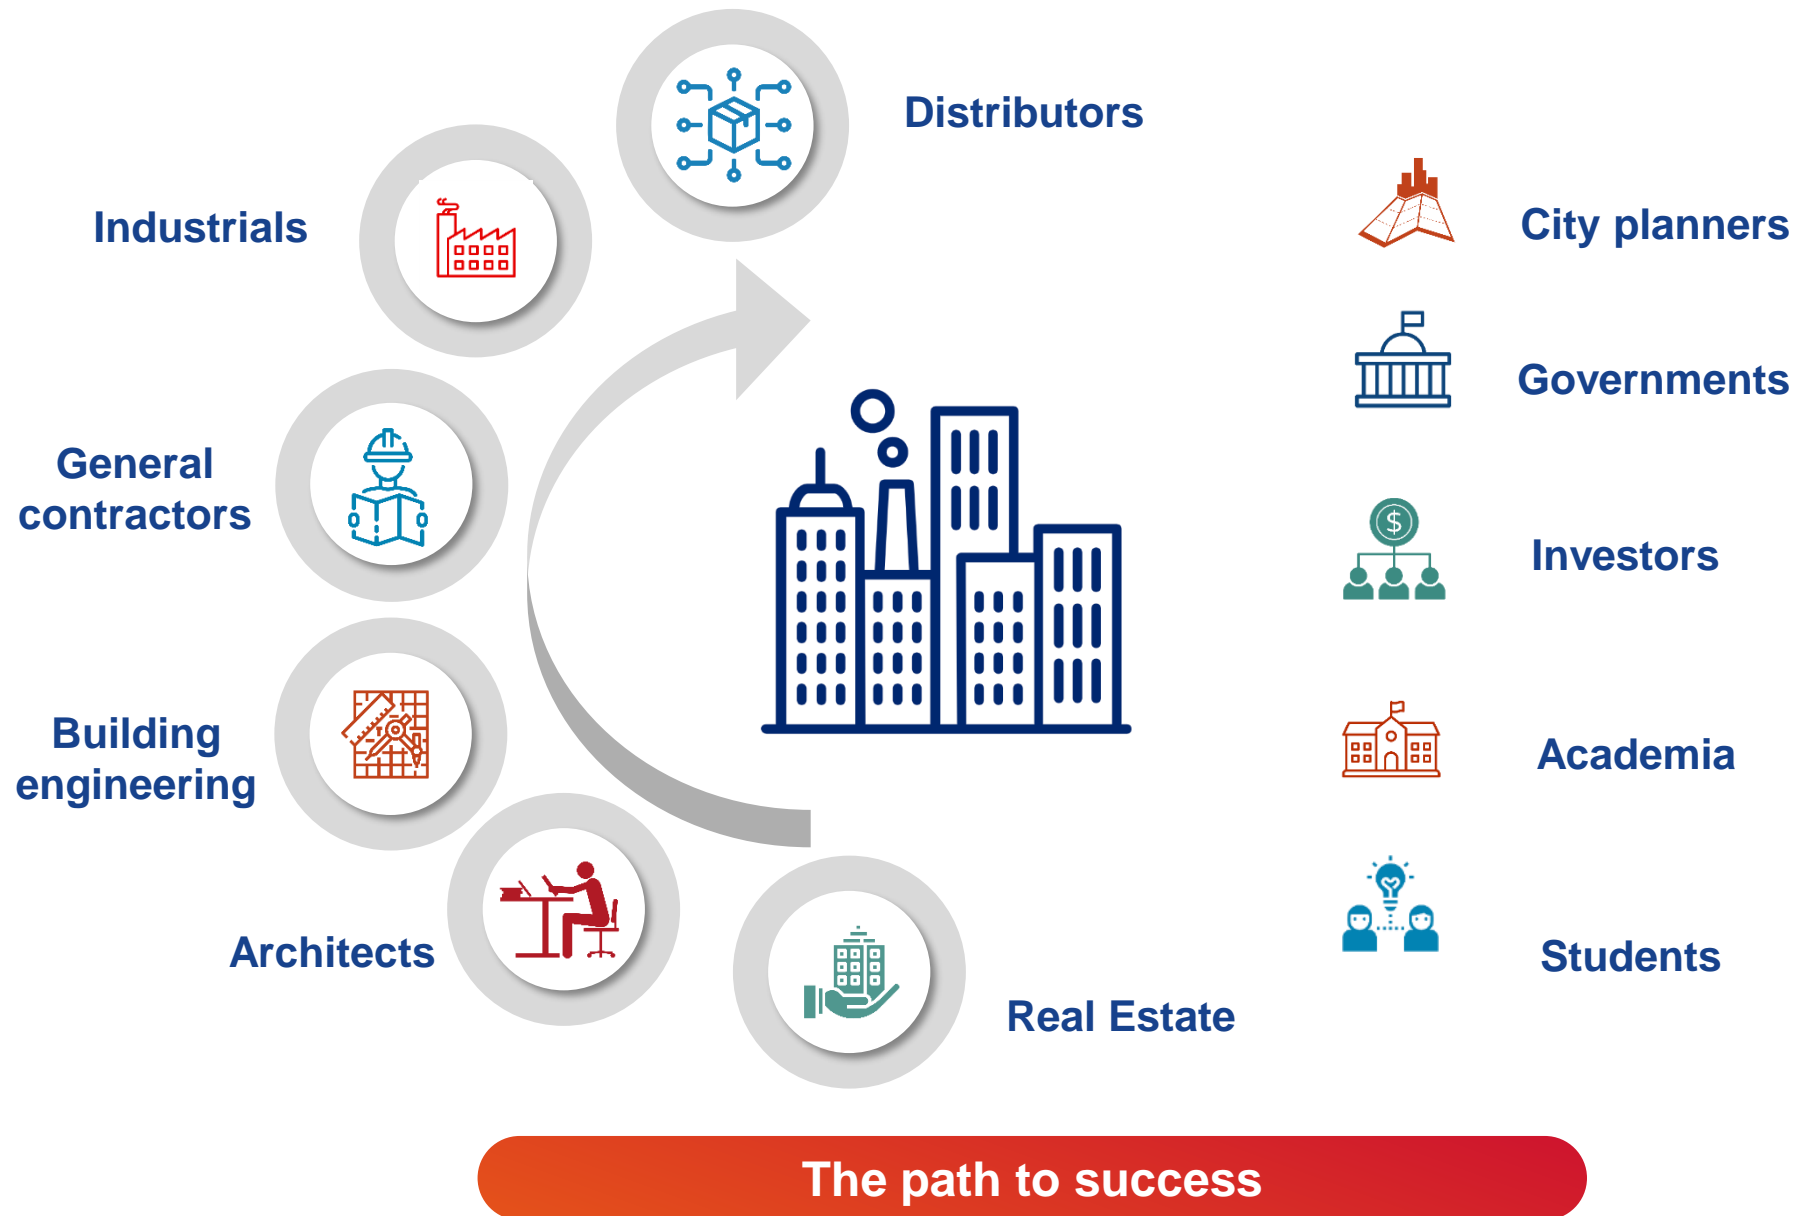 Distributors
Industrials
City planners
Governments
General
contractors
$
Investors
Building
engineering
Academia
Architects
Students
Real Estate
The path to success